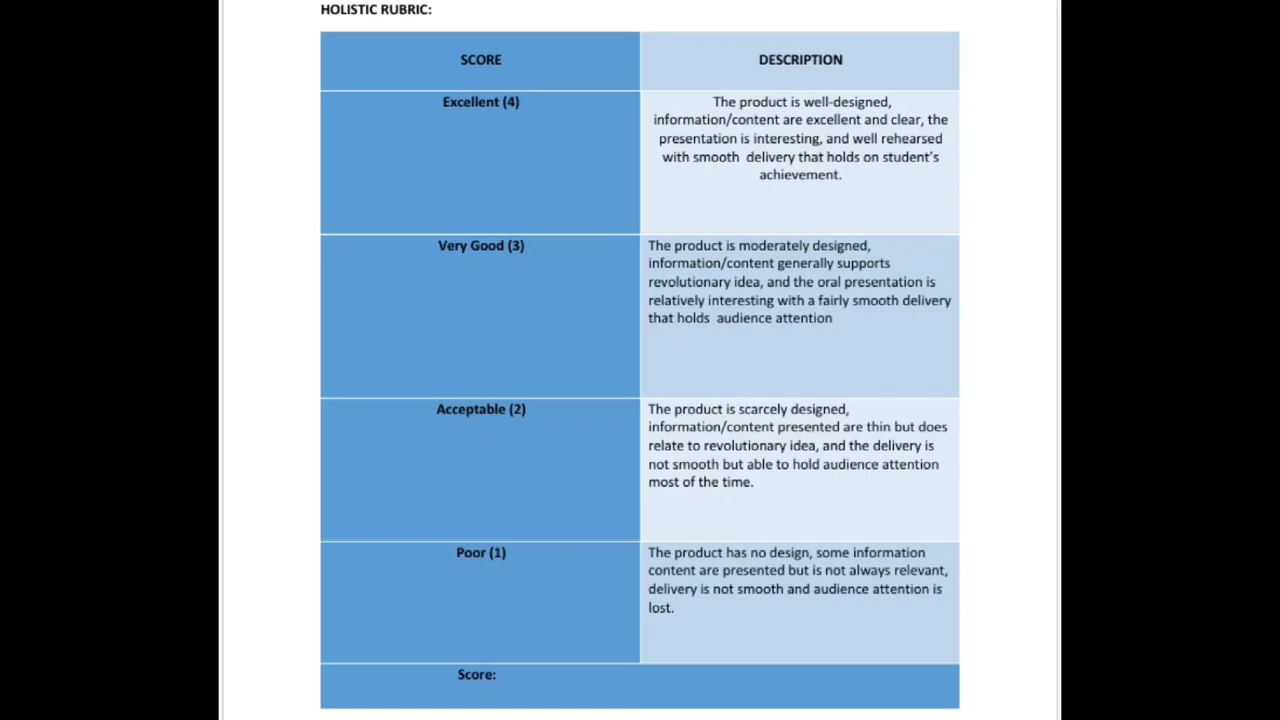 HOLISTIC RUBRIC:
SCORE
DESCRIPTION
Excellent (4)
The product is well-designed,
information/content are excellent and clear, the
presentation is interesting, and well rehearsed
with smooth delivery that holds on student's
achievement.
Very Good (3)
The product is moderately designed,
information/content generally supports
revolutionary idea, and the oral presentation is
relatively interesting with a fairly smooth delivery
that holds audience attention
Acceptable (2)
The product is scarcely designed,
information/content presented are thin but does
relate to revolutionary idea, and the delivery is
not smooth but able to hold audience attention
most of the time.
Poor (1)
The product has no design, some information
content are presented but is not always relevant,
delivery is not smooth and audience attention is
lost.
Score: